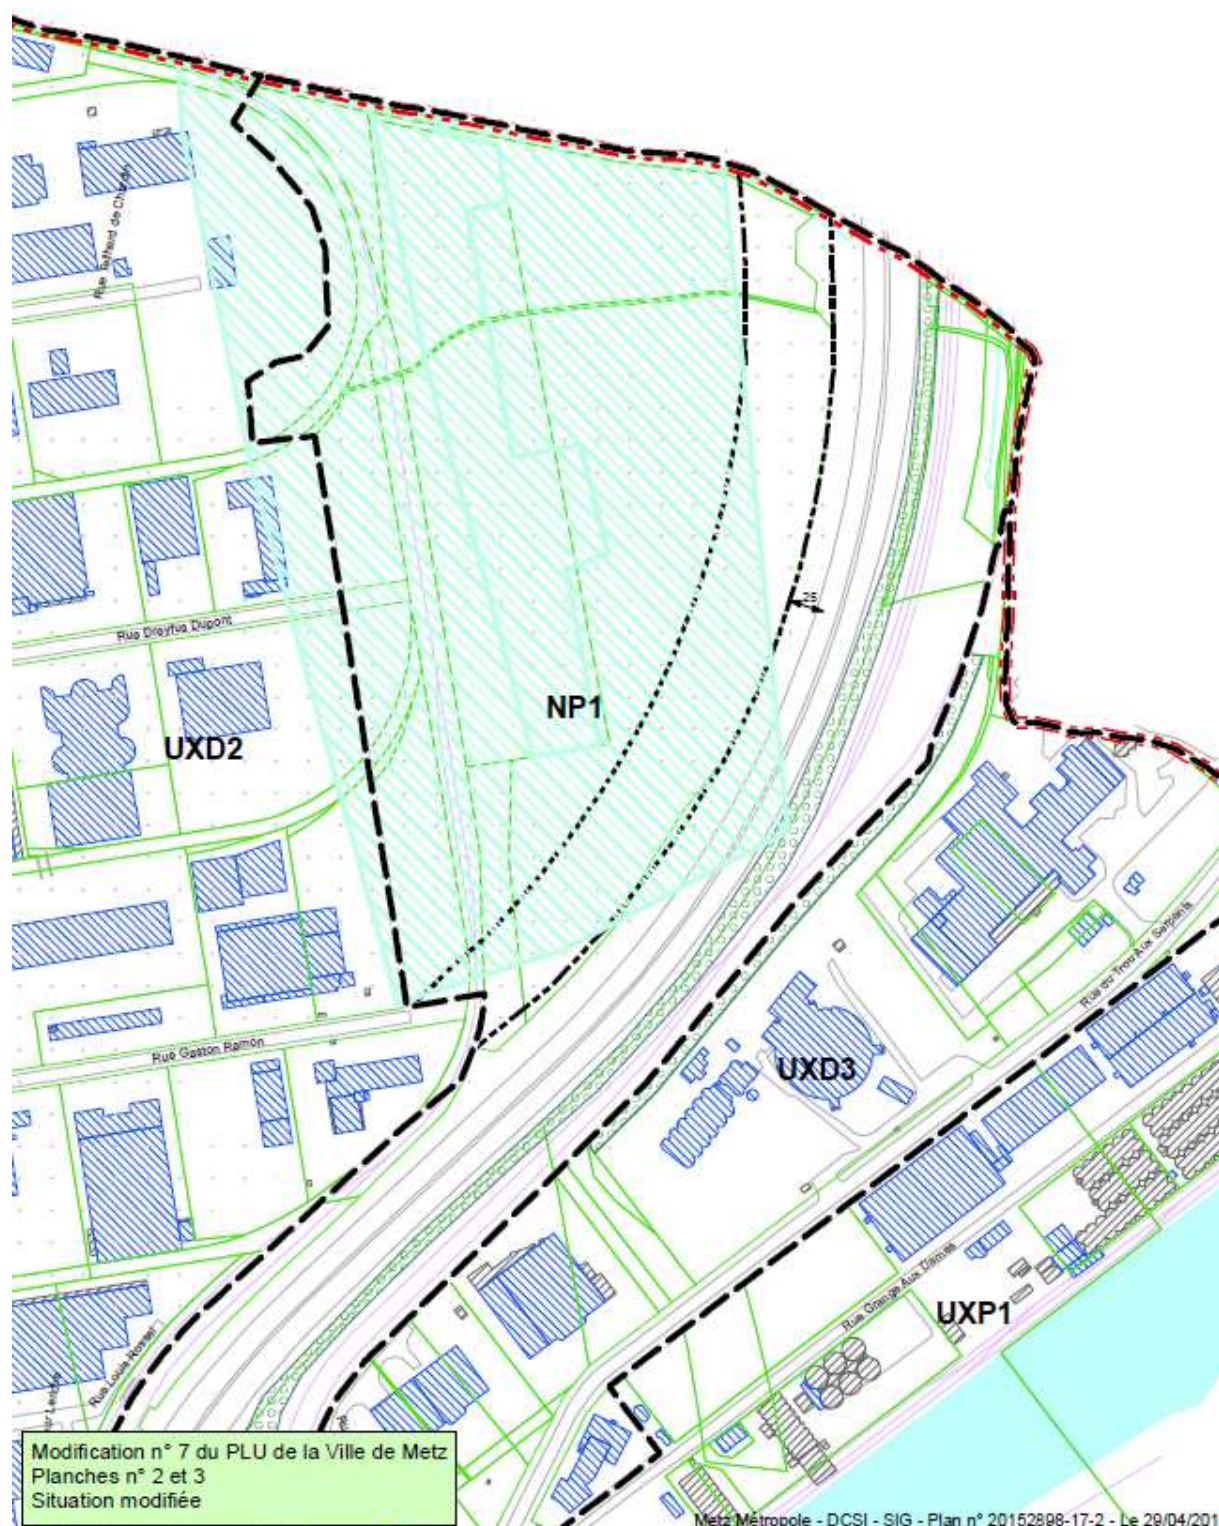 Rue Teilhard de Chardin
25
Rue Dreyfus Dupont
NP1
UXD2
Rue du Trou Aux Serpents
Rue Gaston Ramon
UXD3
Rue Grange Aux Dames
UXP1
Rue Louis Rossel
Modification n° 7 du PLU de la Ville de Metz
Planches n° 2 et 3
Situation modifiée
Metz Métropole - DCSI - SIG - Plan n° 20152898-17-2 - Le 29/04/201